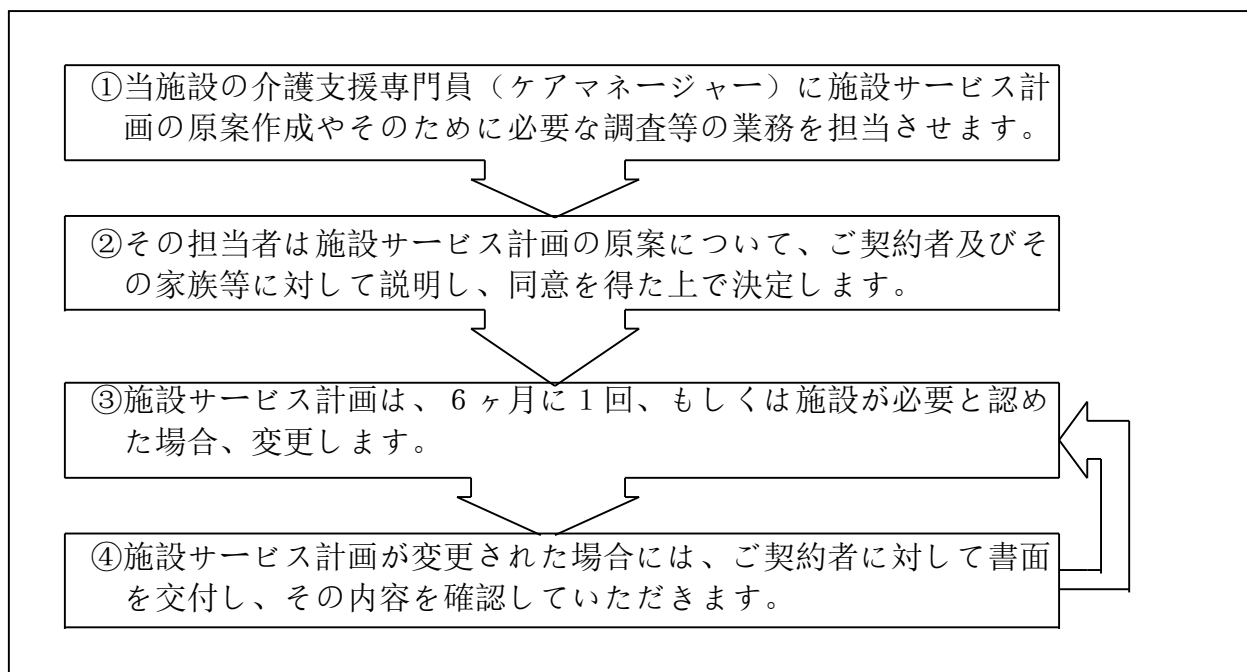 ①当施設の介護支援専門員（ケアマネージャー）に施設サービス計
画の原案作成やそのために必要な調査等の業務を担当させます。
②その担当者は施設サービス計画の原案について、ご契約者及びそ
の家族等に対して説明し、同意を得た上で決定します。
③施設サービス計画は、６ヶ月に１回、もしくは施設が必要と認め
た場合、変更します。
④施設サービス計画が変更された場合には、ご契約者に対して書面
を交付し、その内容を確認していただきます。